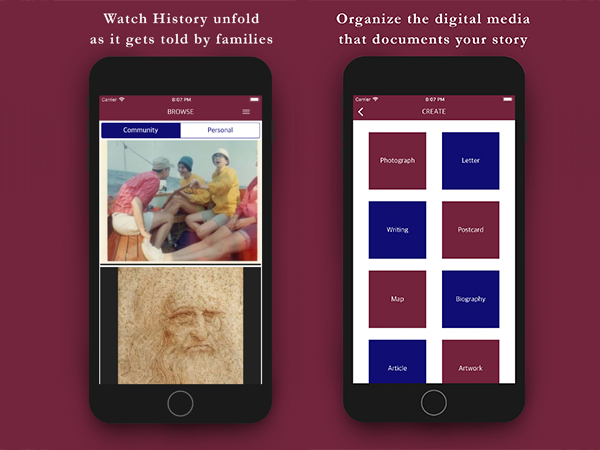 Watch History unfold
as it gets told by families
Carrier 8:07 PM
BROWSE
Community Personal
Organize the digital media
that documents your story
Carrier 8:07 PM
CREATE
Photograph Letter
Writing Postcard
Map Biography
Article Artwork